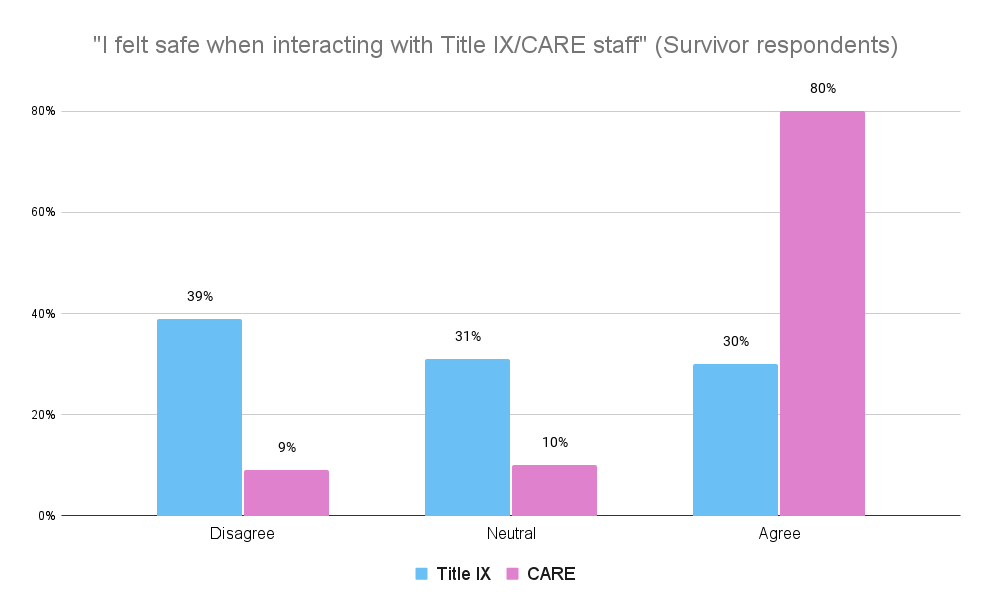 "I felt safe when interacting with Title IX/CARE staff" (Survivor respondents)
80%
80%
60%
39%
40%
31%
30%
20%
9%
10%
0%
Disagree
Neutral
Agree
Title IX
CARE